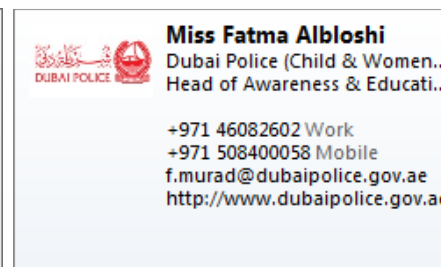 Miss Fatma Albloshi
Dubai Police (Child & Women...
Head of Awareness & Educati...
DUBAI POLICE
+971 46082602 Work
+971 508400058 Mobile
f.murad@dubaipolice.gov.ae
http://www.dubaipolice.gov.ae